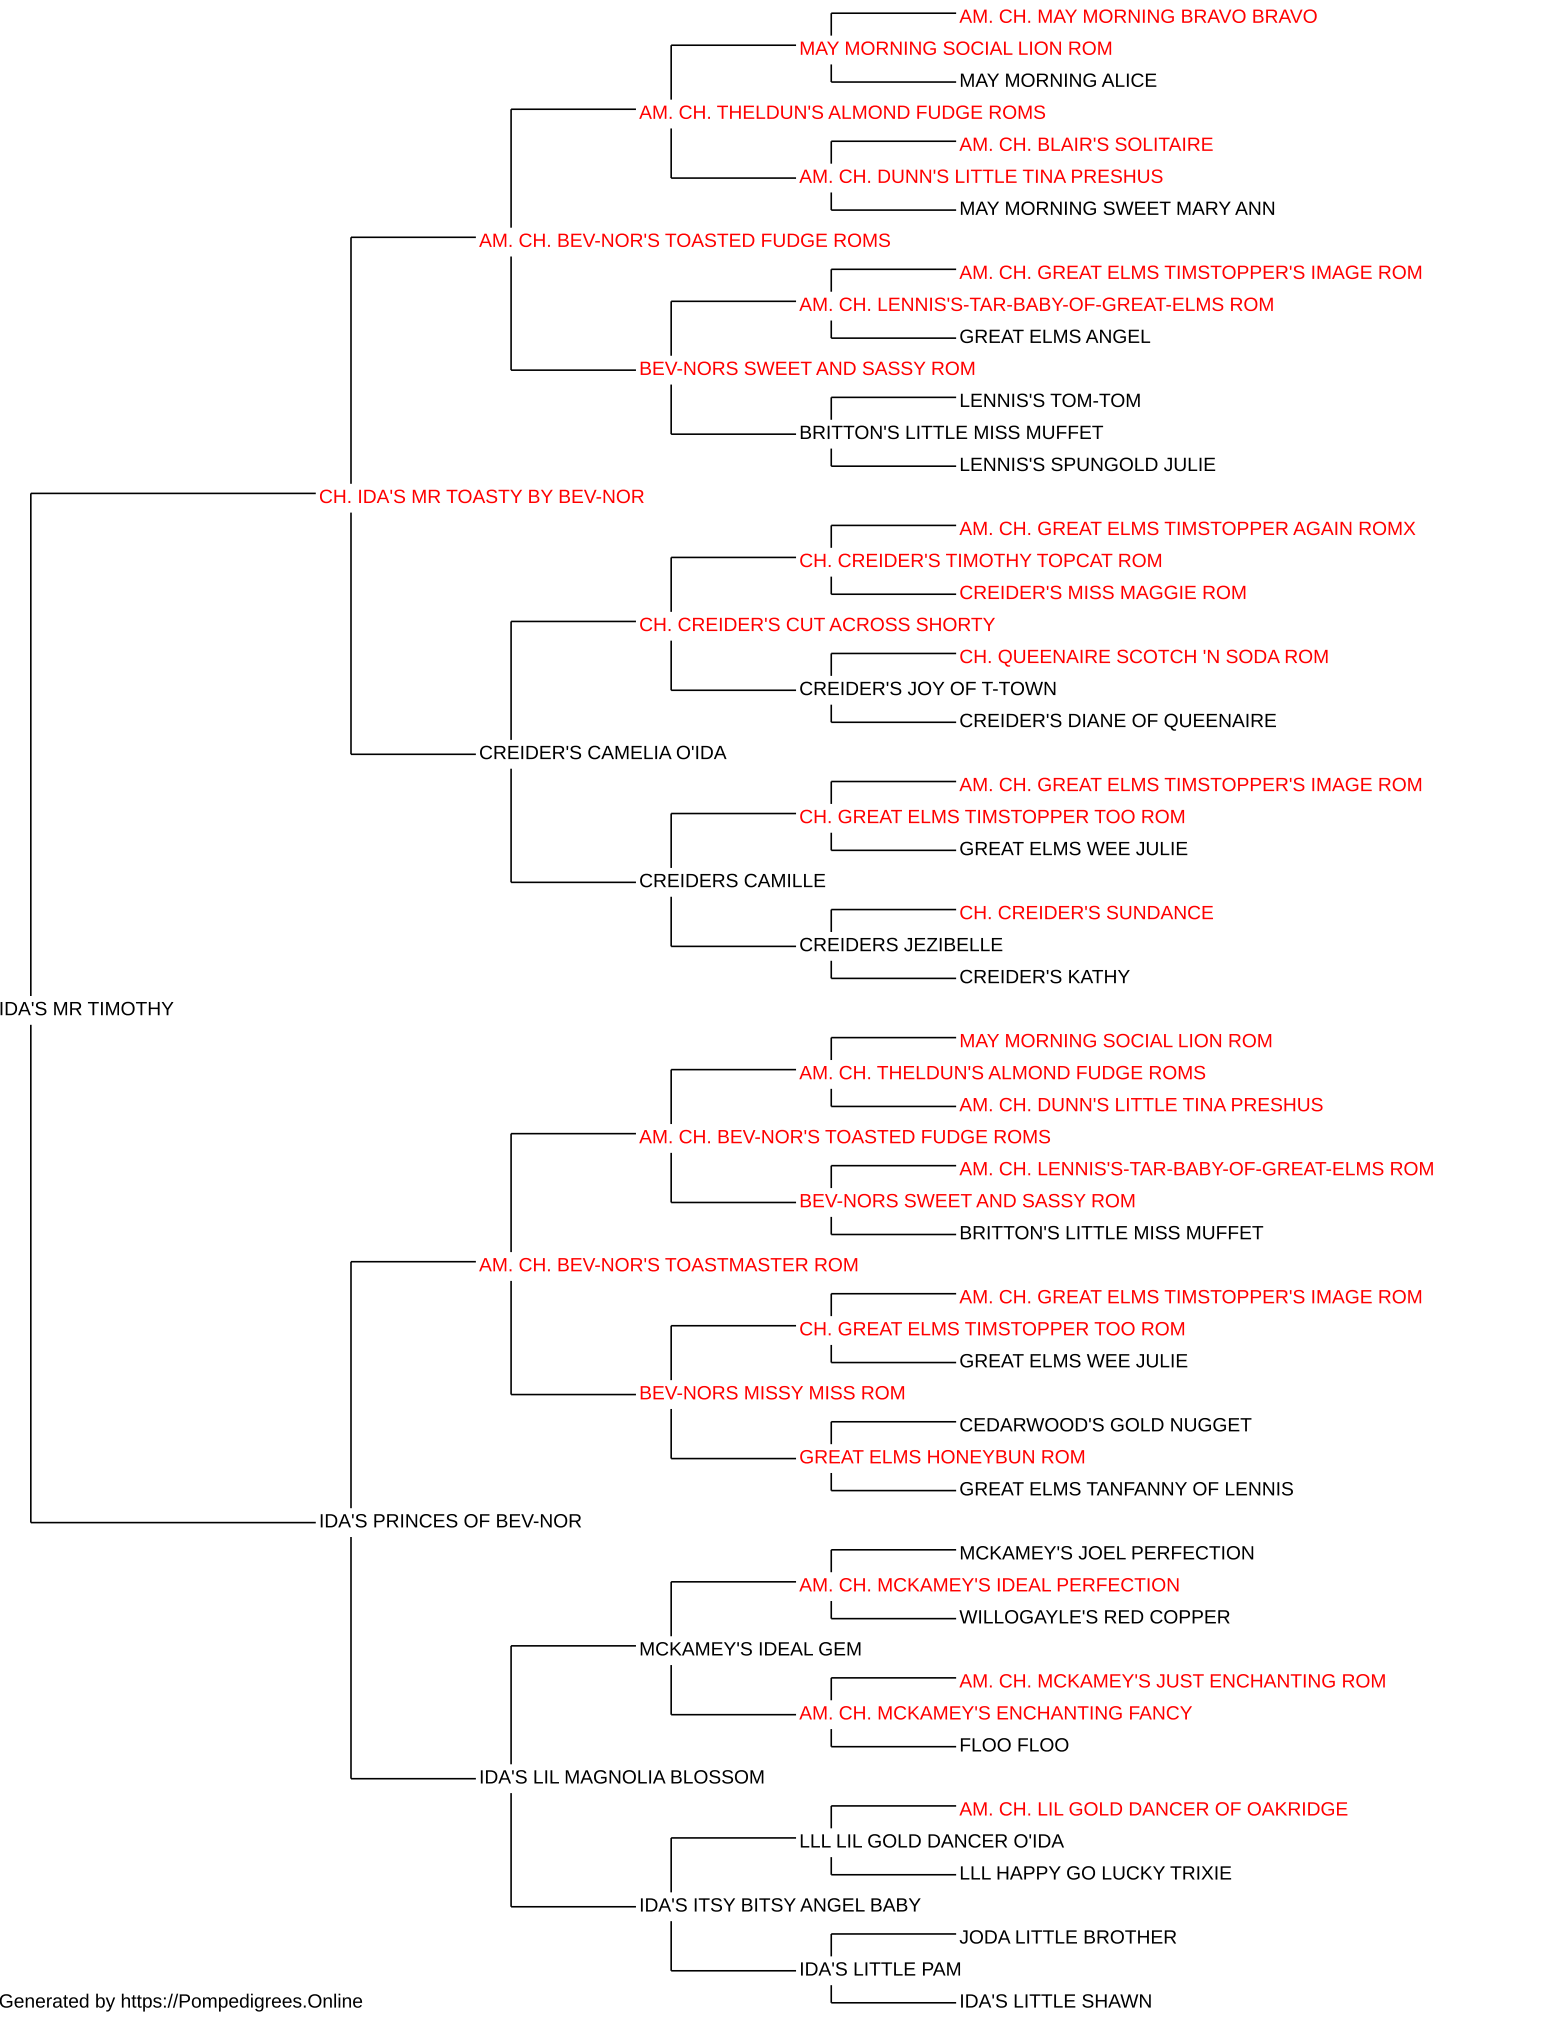 AM. CH. MAY MORNING BRAVO BRAVO
MAY MORNING SOCIAL LION ROM
MAY MORNING ALICE
AM. CH. THELDUN'S ALMOND FUDGE ROMS
AM. CH. BLAIR'S SOLITAIRE
AM. CH. DUNN'S LITTLE TINA PRESHUS
MAY MORNING SWEET MARY ANN
AM. CH. BEV-NOR'S TOASTED FUDGE ROMS
AM. CH. GREAT ELMS TIMSTOPPER'S IMAGE ROM
AM. CH. LENNIS'S-TAR-BABY-OF-GREAT-ELMS ROM
GREAT ELMS ANGEL
BEV-NORS SWEET AND SASSY ROM
LENNIS'S TOM-TOM
BRITTON'S LITTLE MISS MUFFET
LENNIS'S SPUNGOLD JULIE
CH. IDA'S MR TOASTY BY BEV-NOR
AM. CH. GREAT ELMS TIMSTOPPER AGAIN ROMX
CH. CREIDER'S TIMOTHY TOPCAT ROM
CREIDER'S MISS MAGGIE ROM
CH. CREIDER'S CUT ACROSS SHORTY
CH. QUEENAIRE SCOTCH 'N SODA ROM
CREIDER'S JOY OF T-TOWN
CREIDER'S DIANE OF QUEENAIRE
CREIDER'S CAMELIA O'IDA
AM. CH. GREAT ELMS TIMSTOPPER'S IMAGE ROM
CH. GREAT ELMS TIMSTOPPER TOO ROM
GREAT ELMS WEE JULIE
CREIDERS CAMILLE
CH. CREIDER'S SUNDANCE
CREIDERS JEZIBELLE
CREIDER'S KATHY
IDA'S MR TIMOTHY
MAY MORNING SOCIAL LION ROM
AM. CH. THELDUN'S ALMOND FUDGE ROMS
AM. CH. DUNN'S LITTLE TINA PRESHUS
AM. CH. BEV-NOR'S TOASTED FUDGE ROMS
AM. CH. LENNIS'S-TAR-BABY-OF-GREAT-ELMS ROM
BEV-NORS SWEET AND SASSY ROM
BRITTON'S LITTLE MISS MUFFET
AM. CH. BEV-NOR'S TOASTMASTER ROM
AM. CH. GREAT ELMS TIMSTOPPER'S IMAGE ROM
CH. GREAT ELMS TIMSTOPPER TOO ROM
GREAT ELMS WEE JULIE
BEV-NORS MISSY MISS ROM
CEDARWOOD'S GOLD NUGGET
GREAT ELMS HONEYBUN ROM
GREAT ELMS TANFANNY OF LENNIS
IDA'S PRINCES OF BEV-NOR
MCKAMEY'S JOEL PERFECTION
AM. CH. MCKAMEY'S IDEAL PERFECTION
WILLOGAYLE'S RED COPPER
MCKAMEY'S IDEAL GEM
AM. CH. MCKAMEY'S JUST ENCHANTING ROM
AM. CH. MCKAMEY'S ENCHANTING FANCY
FLOO FLOO
IDA'S LIL MAGNOLIA BLOSSOM
AM. CH. LIL GOLD DANCER OF OAKRIDGE
LLL LIL GOLD DANCER O'IDA
LLL HAPPY GO LUCKY TRIXIE
IDA'S ITSY BITSY ANGEL BABY
JODA LITTLE BROTHER
IDA'S LITTLE PAM
IDA'S LITTLE SHAWN
Generated by https://Pompedigrees.Online